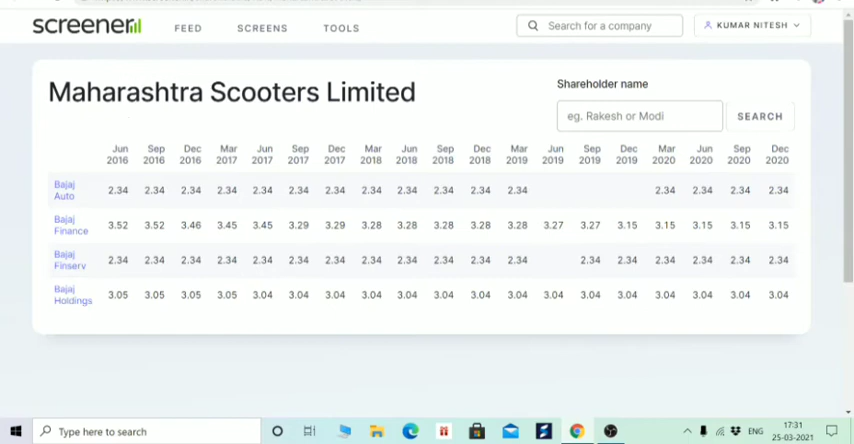 screener
FEED SCREENS TOOLS
Search for a company
KUMAR NITESH
Maharashtra Scooters Limited
Shareholder name
eg. Rakesh or Modi
SEARCH
Jun 2016 Sep 2016 Dec 2016 Mar 2017 Jun 2017 Sep 2017 Dec 2017 Mar 2018 Jun 2018 Sep 2018 Dec 2018 Mar 2019 Jun 2019 Sep 2019 Dec 2019 Mar 2020 Jun 2020 Sep 2020 Dec 2020
Bajaj Auto 2.34 2.34 2.34 2.34 2.34 2.34 2.34 2.34 2.34 2.34 2.34 2.34 2.34 2.34 2.34 2.34
Bajaj Finance 3.52 3.52 3.46 3.45 3.45 3.29 3.29 3.28 3.28 3.28 3.28 3.28 3.27 3.27 3.15 3.15 3.15 3.15 3.15
Bajaj Finserv 2.34 2.34 2.34 2.34 2.34 2.34 2.34 2.34 2.34 2.34 2.34 2.34 2.34 2.34 2.34 2.34 2.34 2.34
Bajaj Holdings 3.05 3.05 3.05 3.05 3.04 3.04 3.04 3.04 3.04 3.04 3.04 3.04 3.04 3.04 3.04 3.04 3.04 3.04 3.04
Type here to search
ENG
17:31
25-03-2021